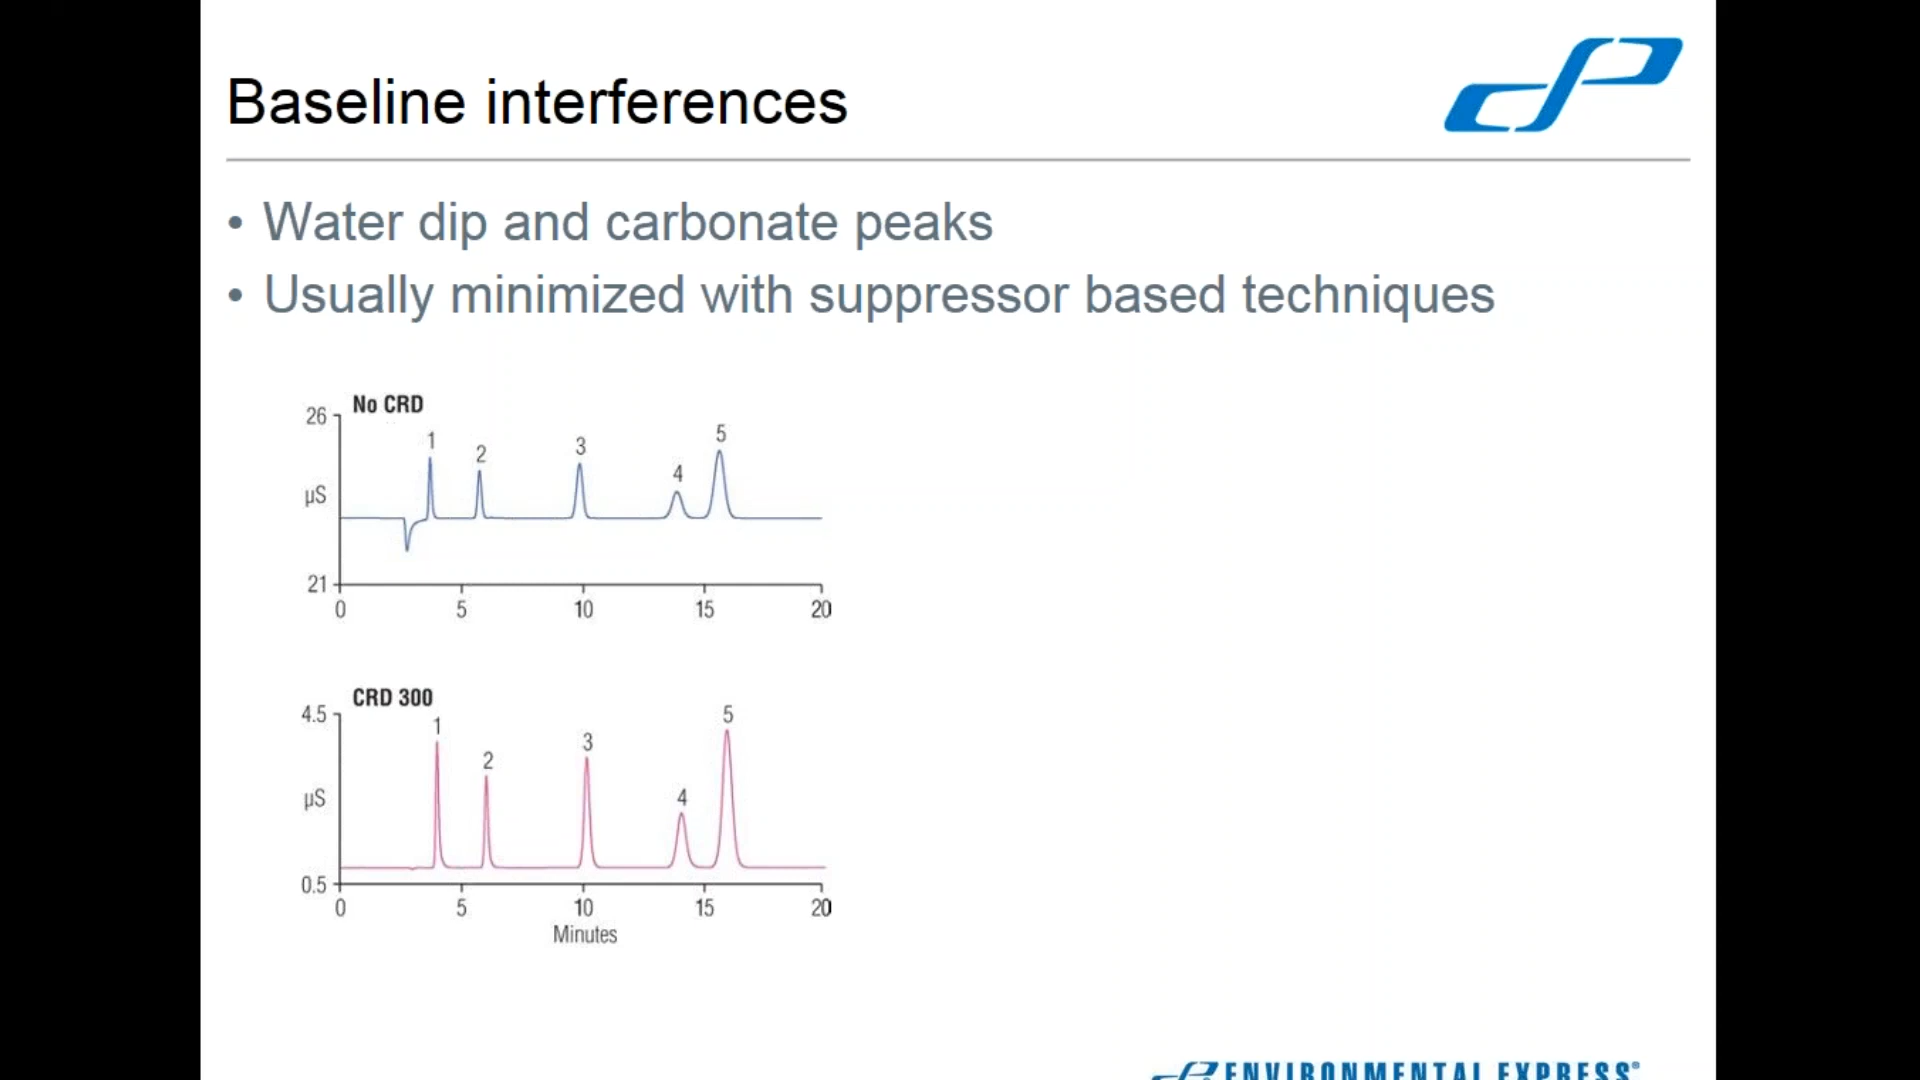 Baseline interferences
• Water dip and carbonate peaks
• Usually minimized with suppressor based techniques
No CRD
26
1
2
3
4
5
µS
21
0
5
10
15
20
CRD 300
4.5
1
2
3
4
5
µS
0.5
0
5
10
15
20
Minutes
ENVIRONMENTAL EXPRESS®